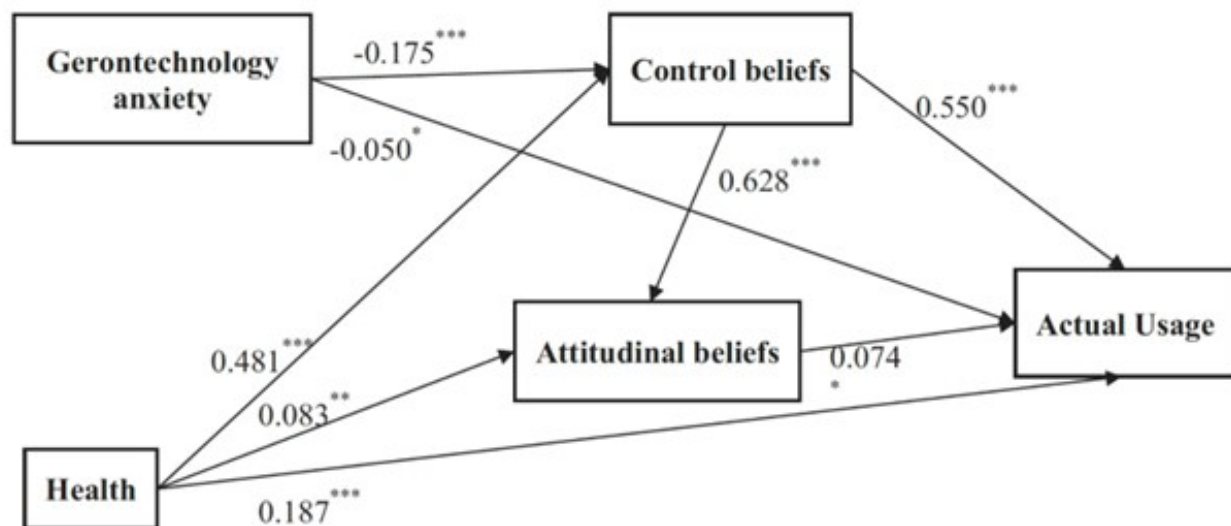 Gerontechnology
anxiety
-0.175***
Control beliefs
0.550***
-0.050*
0.628***
Actual Usage
Attitudinal beliefs
0.074
*
0.481***
0.083**
Health
0.187***